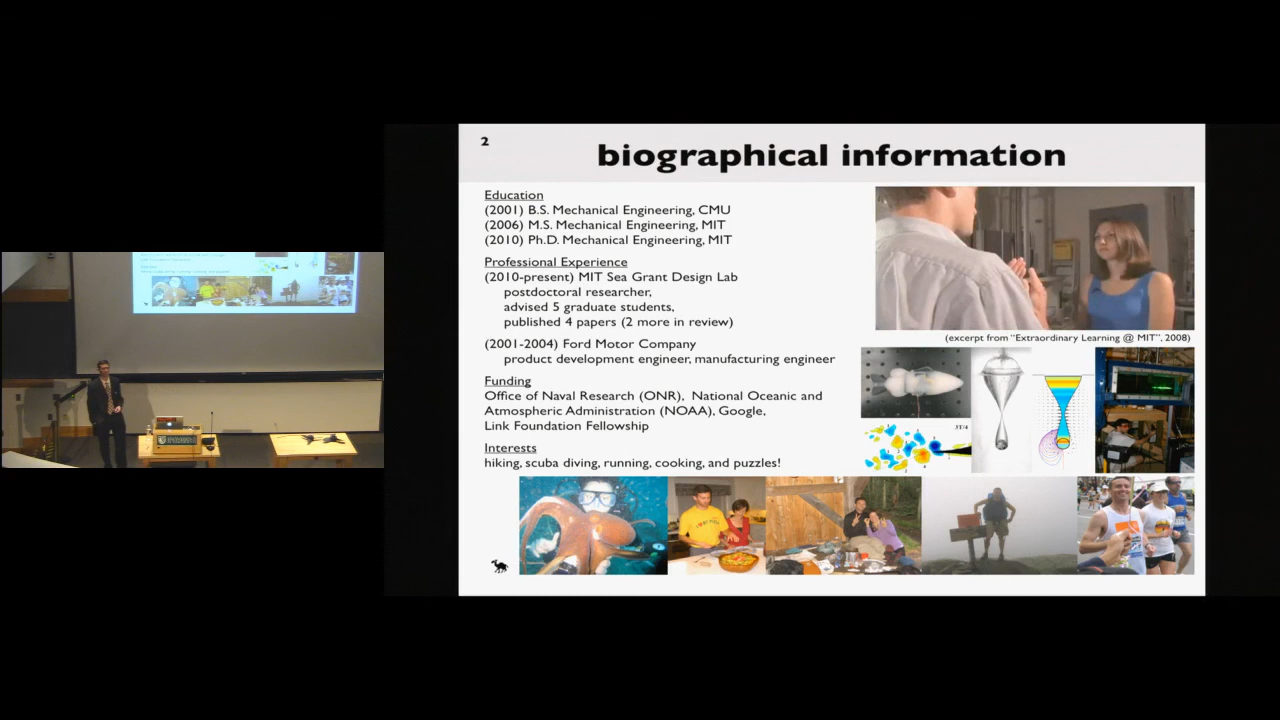 2
biographical information
Education
(2001) B.S. Mechanical Engineering, CMU
(2006) M.S. Mechanical Engineering, MIT
(2010) Ph.D. Mechanical Engineering, MIT
Professional Experience
(2010-present) MIT Sea Grant Design Lab
postdoctoral researcher,
advised 5 graduate students,
published 4 papers (2 more in review)
(2001-2004) Ford Motor Company
product development engineer, manufacturing engineer
Funding
Office of Naval Research (ONR), National Oceanic and
Atmospheric Administration (NOAA), Google,
Link Foundation Fellowship
Interests
hiking, scuba diving, running, cooking, and puzzles!
(excerpt from "Extraordinary Learning @ MIT", 2008)